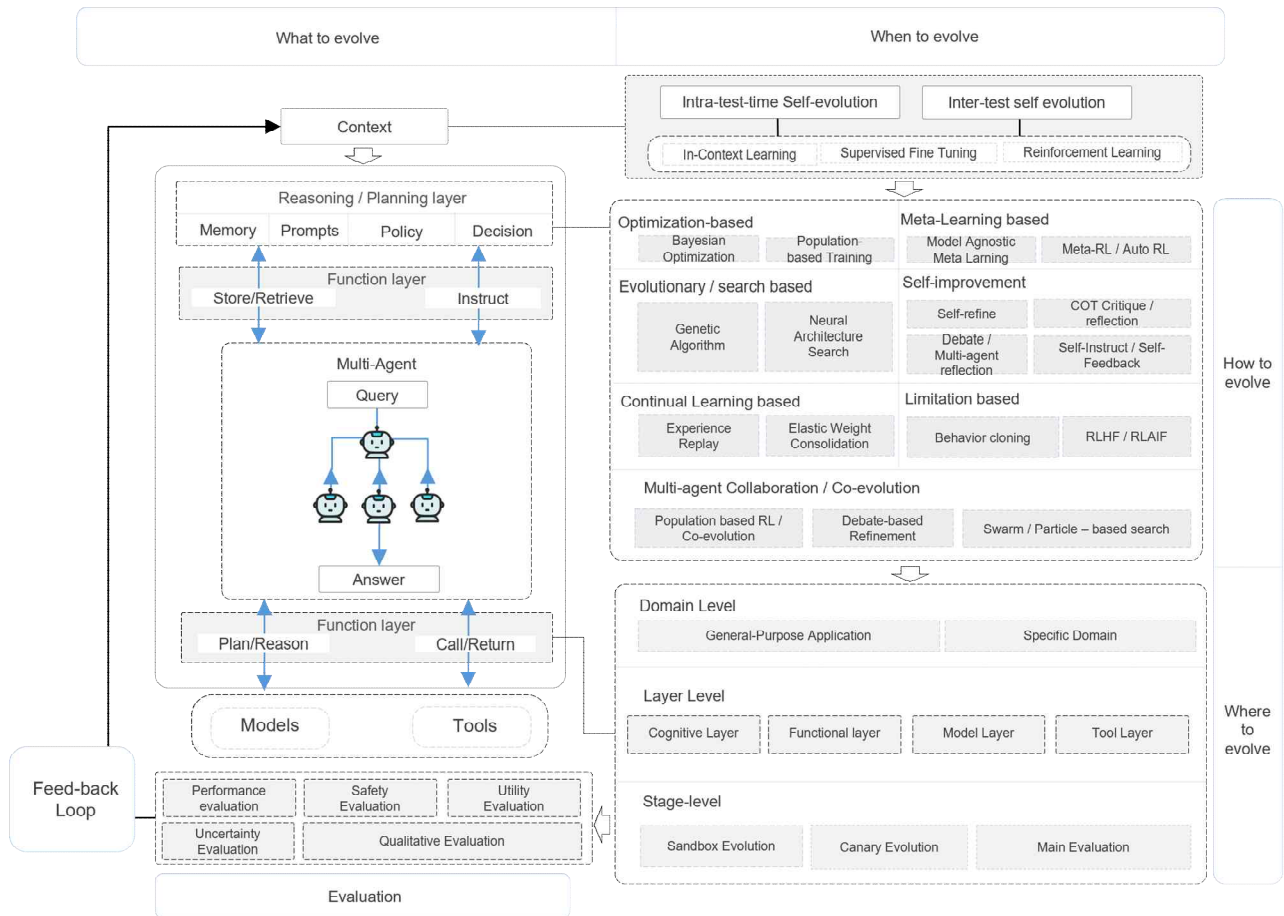 What to evolve
When to evolve
Context
Intra-test-time Self-evolution
Inter-test self evolution
In-Context Learning
Supervised Fine Tuning
Reinforcement Learning
Reasoning / Planning layer
Memory
Prompts
Policy
Decision
Function layer
Store/Retrieve
Instruct
Multi-Agent
Query
Answer
Function layer
Plan/Reason
Call/Return
Models
Tools
Optimization-based
Bayesian
Optimization
Population-
based Training
Meta-Learning based
Model Agnostic
Meta Larning
Meta-RL / Auto RL
Evolutionary / search based
Genetic
Algorithm
Neural
Architecture
Search
Self-improvement
Self-refine
COT Critique /
reflection
Debate /
Multi-agent
reflection
Self-Instruct / Self-
Feedback
Continual Learning based
Experience
Replay
Elastic Weight
Consolidation
Limitation based
Behavior cloning
RLHF / RLAIF
Multi-agent Collaboration / Co-evolution
Population based RL /
Co-evolution
Debate-based
Refinement
Swarm / Particle – based search
How to
evolve
Domain Level
General-Purpose Application
Specific Domain
Layer Level
Cognitive Layer
Functional layer
Model Layer
Tool Layer
Stage-level
Sandbox Evolution
Canary Evolution
Main Evaluation
Where
to
evolve
Feed-back
Loop
Performance
evaluation
Safety
Evaluation
Utility
Evaluation
Uncertainty
Evaluation
Qualitative Evaluation
Evaluation